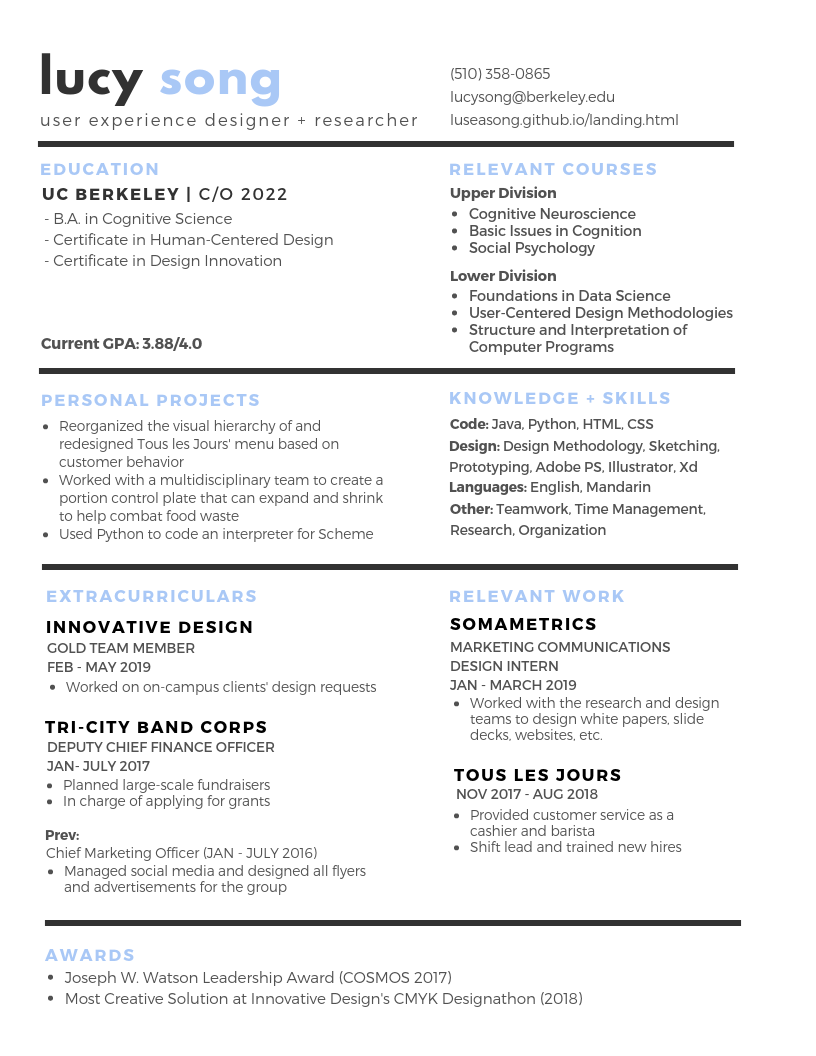 lucy song
user experience designer + researcher
(510) 358-0865
lucysong@berkeley.edu
luseasong.github.io/landing.html
EDUCATION
UC BERKELEY | C/O 2022
- B.A. in Cognitive Science
- Certificate in Human-Centered Design
- Certificate in Design Innovation
Current GPA: 3.88/4.0
RELEVANT COURSES
Upper Division
• Cognitive Neuroscience
• Basic Issues in Cognition
• Social Psychology
Lower Division
• Foundations in Data Science
• User-Centered Design Methodologies
• Structure and Interpretation of
Computer Programs
PERSONAL PROJECTS
• Reorganized the visual hierarchy of and
redesigned Tous les Jours' menu based on
customer behavior
• Worked with a multidisciplinary team to create a
portion control plate that can expand and shrink
to help combat food waste
• Used Python to code an interpreter for Scheme
KNOWLEDGE + SKILLS
Code: Java, Python, HTML, CSS
Design: Design Methodology, Sketching,
Prototyping, Adobe PS, Illustrator, Xd
Languages: English, Mandarin
Other: Teamwork, Time Management,
Research, Organization
EXTRACURRICULARS
INNOVATIVE DESIGN
GOLD TEAM MEMBER
FEB - MAY 2019
• Worked on on-campus clients' design requests
TRI-CITY BAND CORPS
DEPUTY CHIEF FINANCE OFFICER
JAN- JULY 2017
• Planned large-scale fundraisers
• In charge of applying for grants
Prev:
Chief Marketing Officer (JAN - JULY 2016)
• Managed social media and designed all flyers
and advertisements for the group
RELEVANT WORK
SOMAMETRICS
MARKETING COMMUNICATIONS
DESIGN INTERN
JAN - MARCH 2019
• Worked with the research and design
teams to design white papers, slide
decks, websites, etc.
TOUS LES JOURS
NOV 2017 - AUG 2018
• Provided customer service as a
cashier and barista
• Shift lead and trained new hires
AWARDS
• Joseph W. Watson Leadership Award (COSMOS 2017)
• Most Creative Solution at Innovative Design's CMYK Designathon (2018)